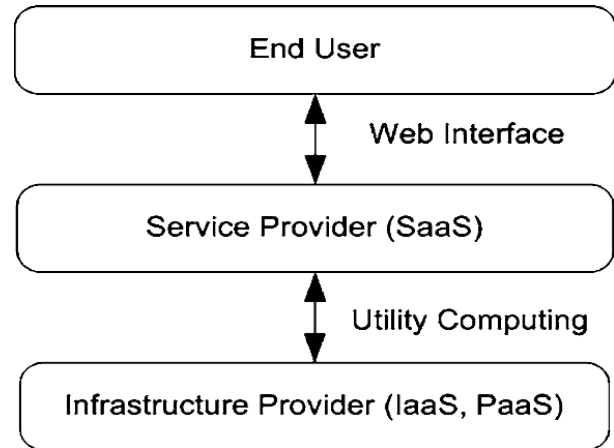 End User
Web Interface
Service Provider (SaaS)
Utility Computing
Infrastructure Provider (IaaS, PaaS)